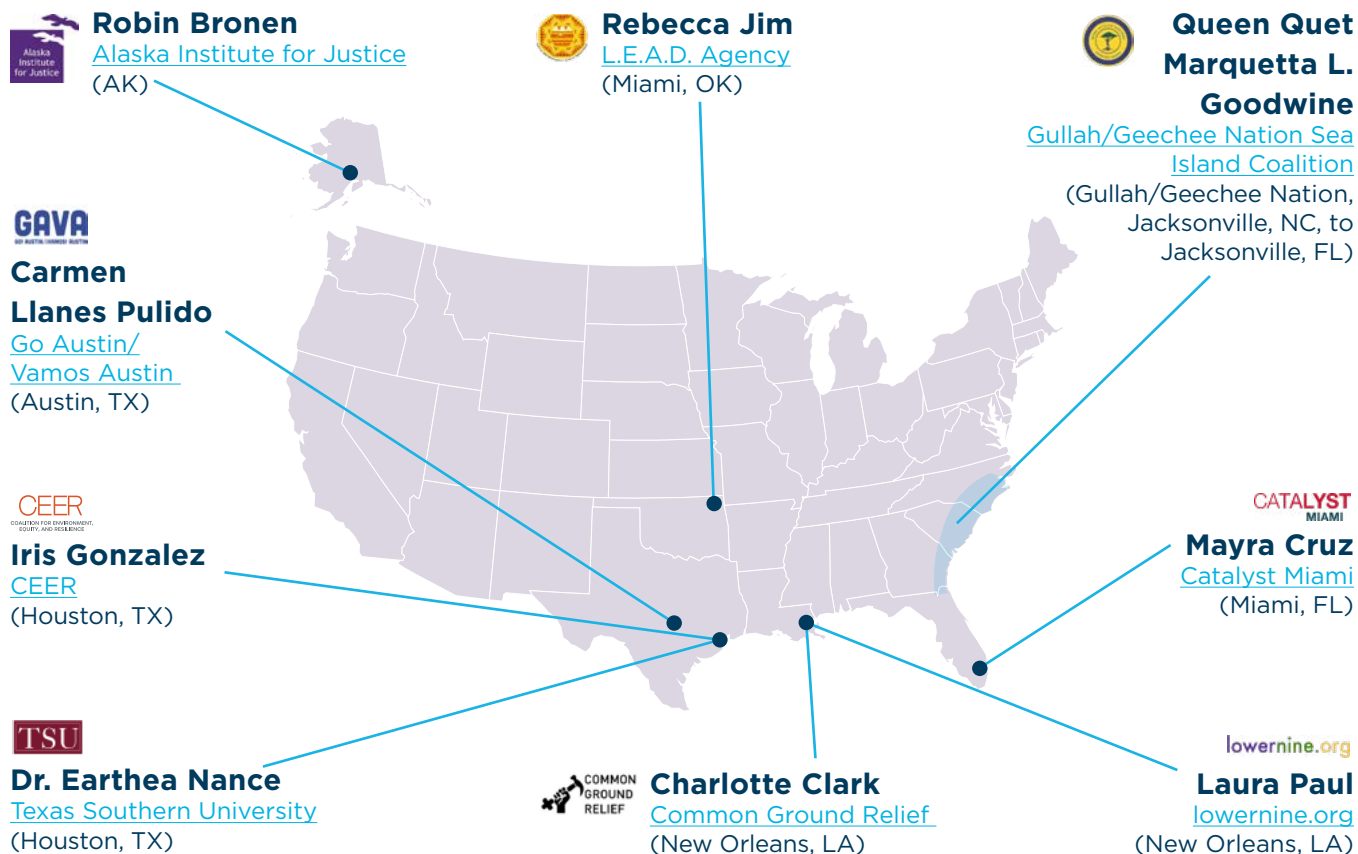 Alaska
Institute
for Justice
Robin Bronen
Alaska Institute for Justice
(AK)
Rebecca Jim
L.E.A.D. Agency
(Miami, OK)
Queen Quet
Marquetta L.
Goodwine
Gullah/Geechee Nation Sea
Island Coalition
(Gullah/Geechee Nation,
Jacksonville, NC, to
Jacksonville, FL)
GAVA
GO! AUSTIN/¡VAMOS! AUSTIN
Carmen
Llanes Pulido
Go Austin/
Vamos Austin
(Austin, TX)
CEER
COALITION FOR ENVIRONMENT,
EQUITY, AND RESILIENCE
Iris Gonzalez
CEER
(Houston, TX)
CATALYST
MIAMI
Mayra Cruz
Catalyst Miami
(Miami, FL)
TSU
Dr. Earthea Nance
Texas Southern University
(Houston, TX)
COMMON
GROUND
RELIEF
Charlotte Clark
Common Ground Relief
(New Orleans, LA)
lowernine.org
Laura Paul
lowernine.org
(New Orleans, LA)